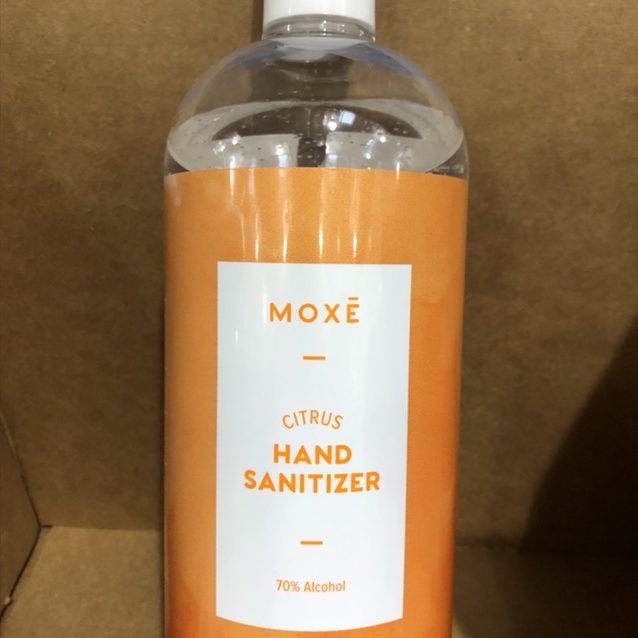 MOXĒ
CITRUS
HAND
SANITIZER
70% Alcohol